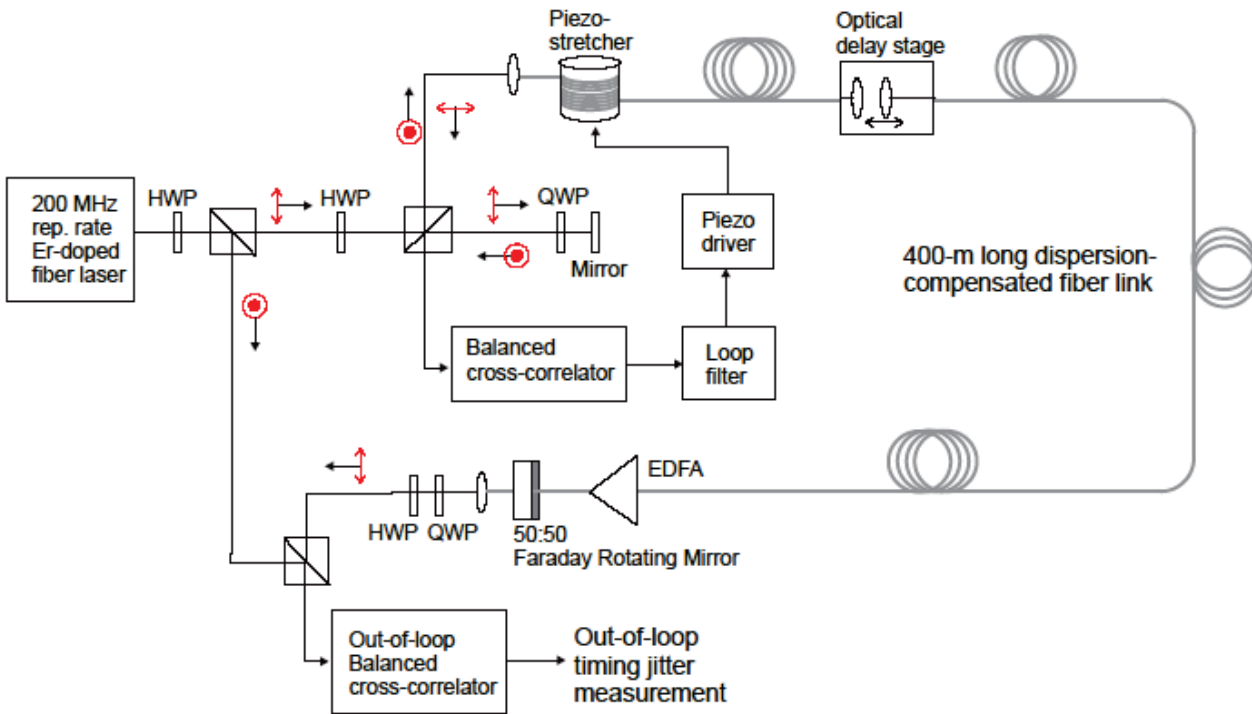 Piezo-
stretcher
Optical
delay stage
200 MHz
rep. rate
Er-doped
fiber laser
HWP
HWP
QWP
Mirror
Piezo
driver
400-m long dispersion-
compensated fiber link
Balanced
cross-correlator
Loop
filter
EDFA
HWP
QWP
50:50
Faraday Rotating Mirror
Out-of-loop
Balanced
cross-correlator
Out-of-loop
timing jitter
measurement